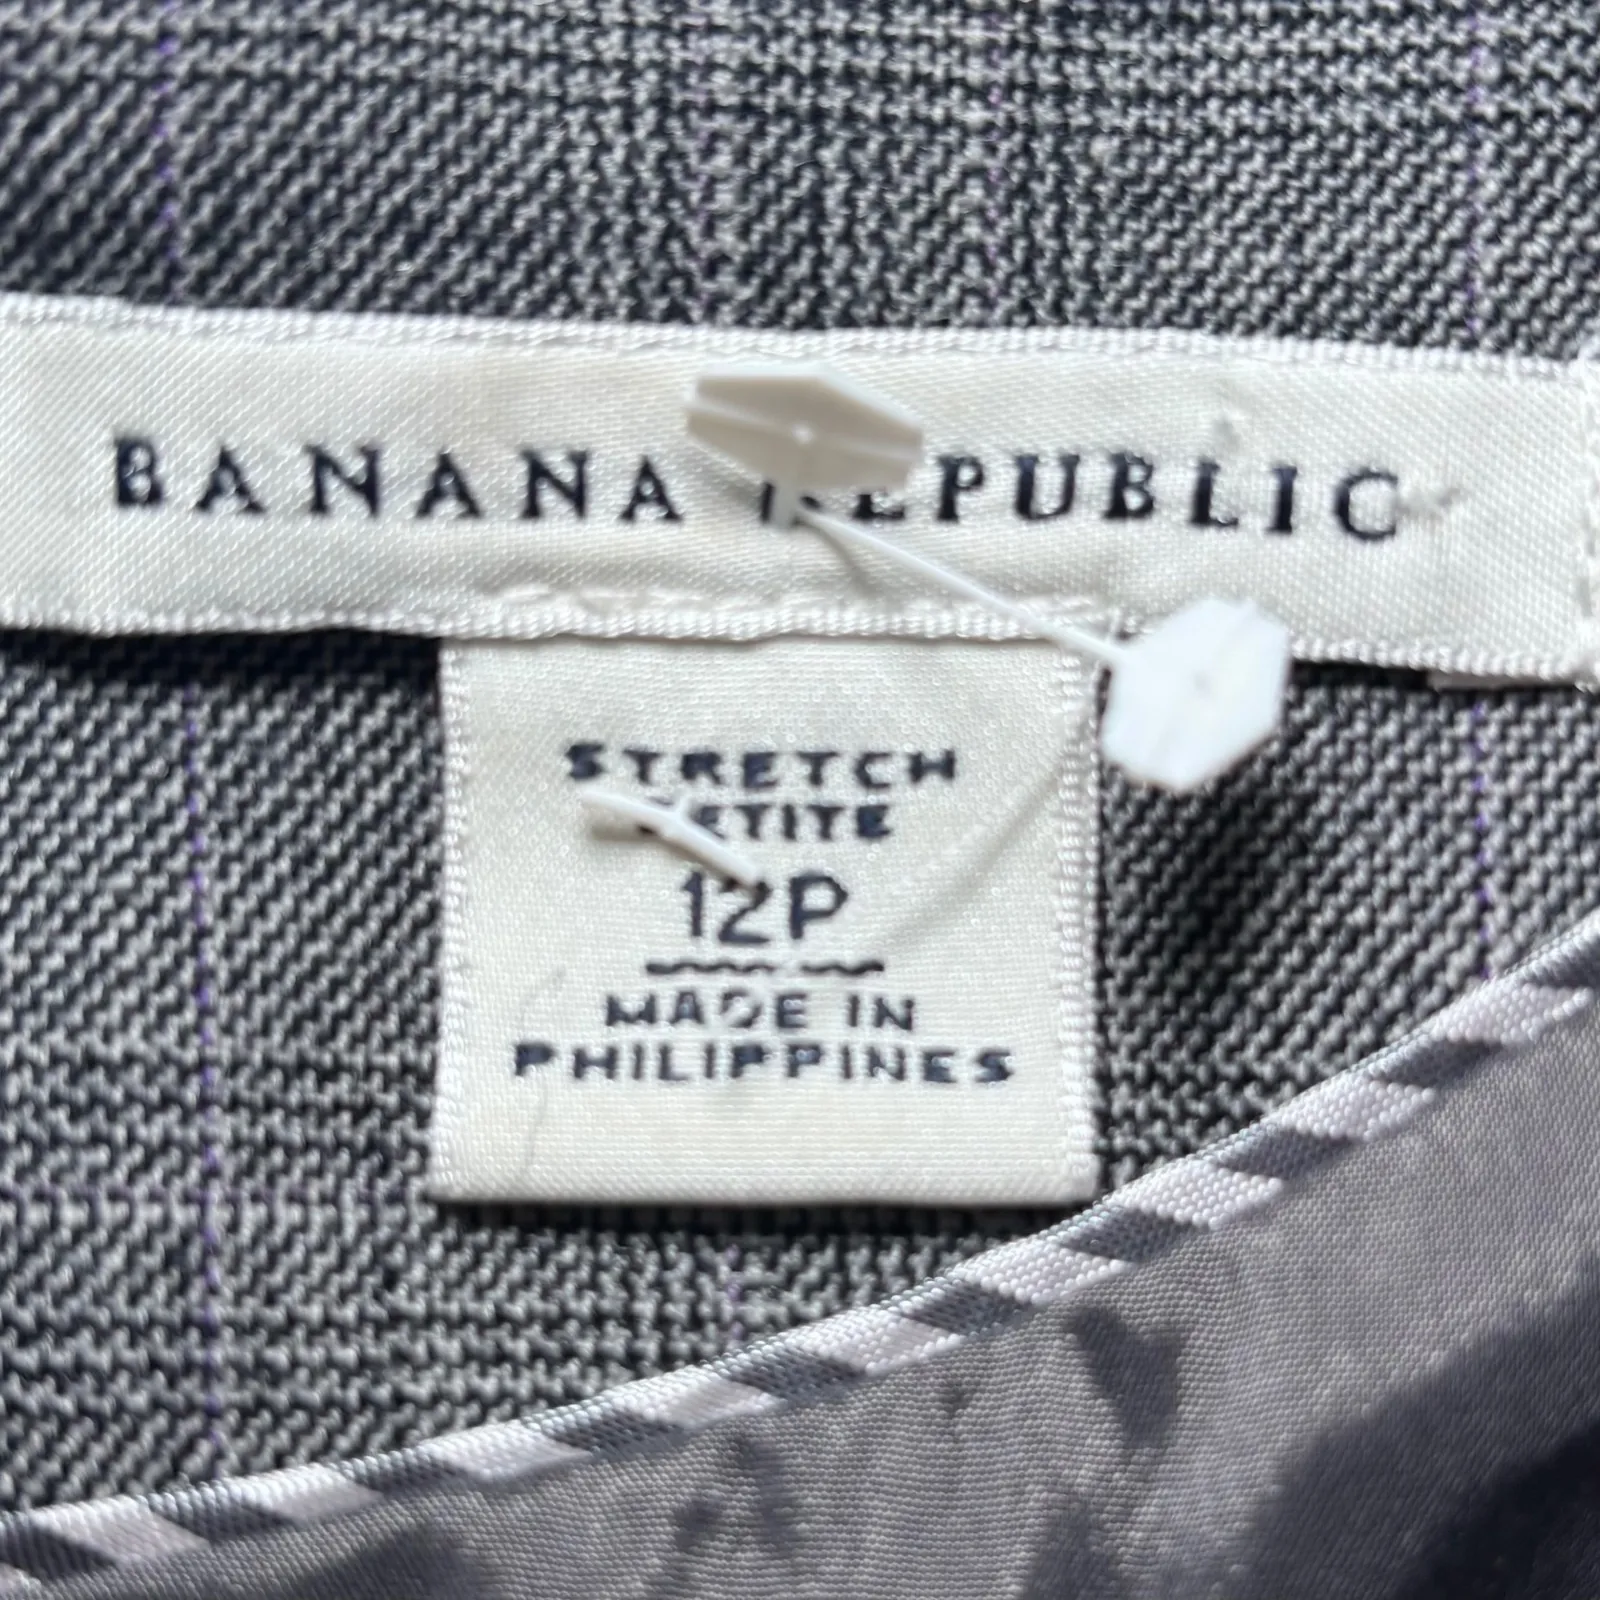 BANANA REPUBLIC
STRETCH
PETITE
12P
MADE IN
PHILIPPINES